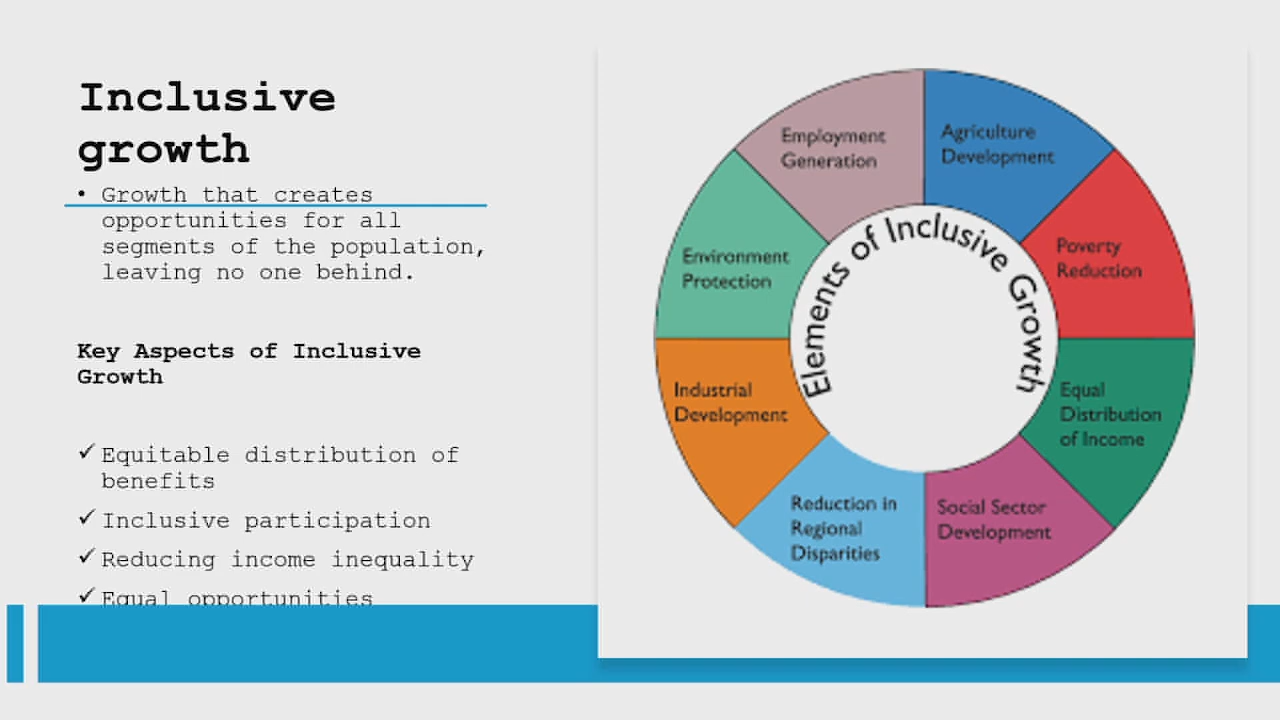 Inclusive
growth
• Growth that creates
opportunities for all
segments of the population,
leaving no one behind.
Key Aspects of Inclusive
Growth
✓ Equitable distribution of
benefits
✓ Inclusive participation
✓ Reducing income inequality
✓ Equal opportunities
Elements of Inclusive Growth
Agriculture
Development
Poverty
Reduction
Equal
Distribution
of Income
Social Sector
Development
Reduction in
Regional
Disparities
Industrial
Development
Environment
Protection
Employment
Generation